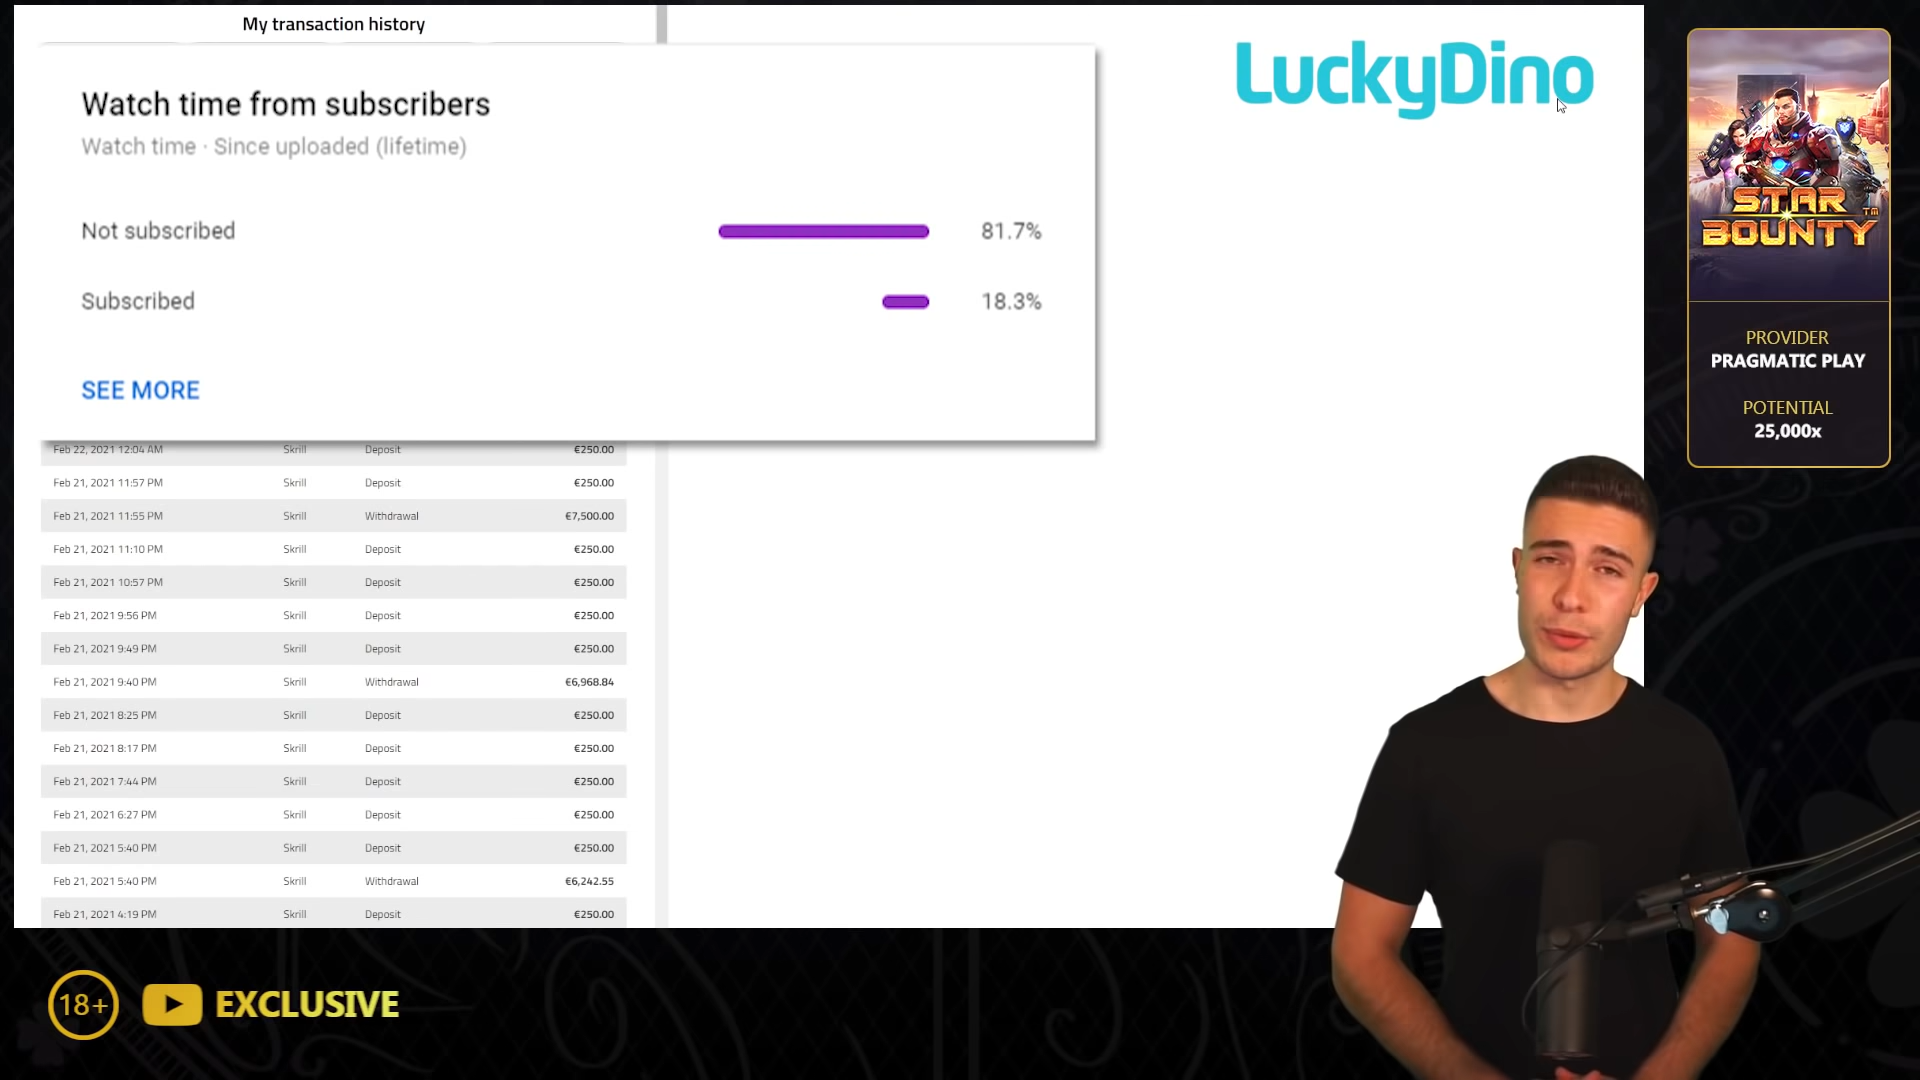 My transaction history
Watch time from subscribers
Watch time · Since uploaded (lifetime)
Not subscribed 81.7%
Subscribed 18.3%
SEE MORE
Feb 22, 2021 12:04 AM Skrill Deposit €250.00
Feb 21, 2021 11:57 PM Skrill Deposit €250.00
Feb 21, 2021 11:55 PM Skrill Withdrawal €7,500.00
Feb 21, 2021 11:10 PM Skrill Deposit €250.00
Feb 21, 2021 10:57 PM Skrill Deposit €250.00
Feb 21, 2021 9:56 PM Skrill Deposit €250.00
Feb 21, 2021 9:49 PM Skrill Deposit €250.00
Feb 21, 2021 9:40 PM Skrill Withdrawal €6,968.84
Feb 21, 2021 8:25 PM Skrill Deposit €250.00
Feb 21, 2021 8:17 PM Skrill Deposit €250.00
Feb 21, 2021 7:44 PM Skrill Deposit €250.00
Feb 21, 2021 6:27 PM Skrill Deposit €250.00
Feb 21, 2021 5:40 PM Skrill Deposit €250.00
Feb 21, 2021 5:40 PM Skrill Withdrawal €6,242.55
Feb 21, 2021 4:19 PM Skrill Deposit €250.00
LuckyDino
STAR
BOUNTY™
PROVIDER
PRAGMATIC PLAY
POTENTIAL
25,000x
18+ EXCLUSIVE